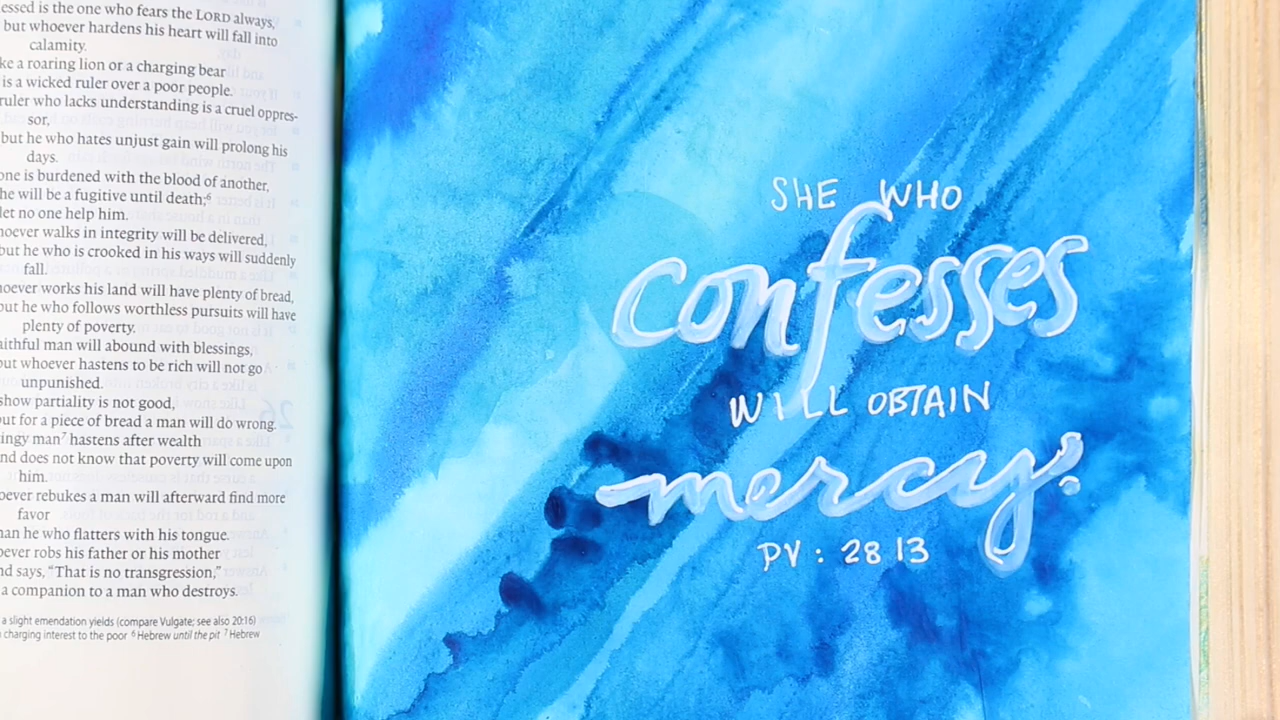 essed is the one who fears the LORD always,
but whoever hardens his heart will fall into
calamity.
ke a roaring lion or a charging bear
is a wicked ruler over a poor people.
ruler who lacks understanding is a cruel oppres-
sor,
but he who hates unjust gain will prolong his
days.
one is burdened with the blood of another,
he will be a fugitive until death;6
let no one help him.
hoever walks in integrity will be delivered,
but he who is crooked in his ways will suddenly
fall.
hoever works his land will have plenty of bread,
but he who follows worthless pursuits will have
plenty of poverty.
aithful man will abound with blessings,
but whoever hastens to be rich will not go
unpunished.
show partiality is not good,
but for a piece of bread a man will do wrong.
ingy man7 hastens after wealth
nd does not know that poverty will come upon
him.
oever rebukes a man will afterward find more
favor
han he who flatters with his tongue.
oever robs his father or his mother
nd says, “That is no transgression,”
a companion to a man who destroys.
a slight emendation yields (compare Vulgate; see also 20:16)
charging interest to the poor 6 Hebrew until the pit 7 Hebrew
SHE WHO
confesses
WILL OBTAIN
mercy.
PV : 28 13